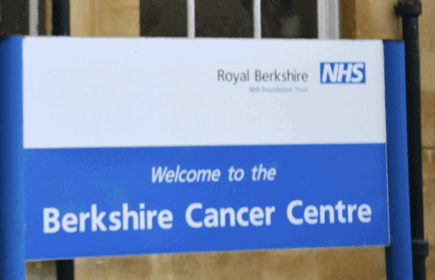 Royal Berkshire NHS
NHS Foundation Trust
Welcome to the
Berkshire Cancer Centre